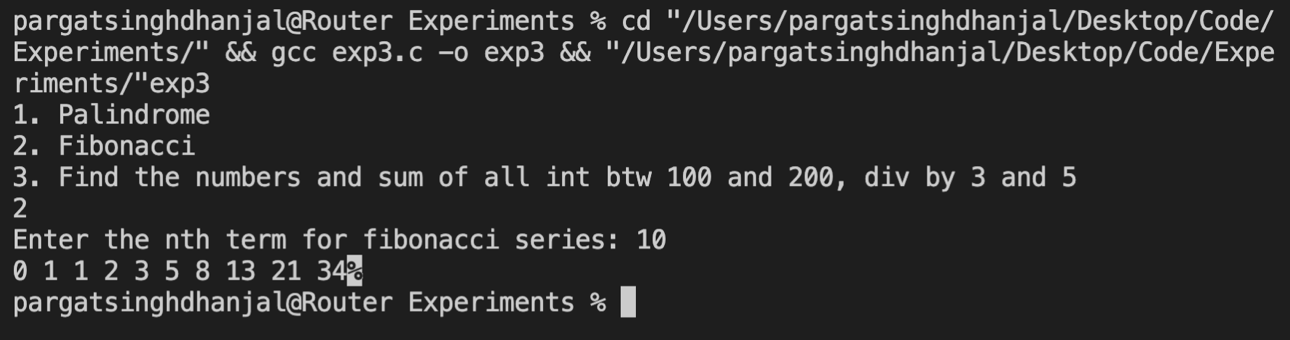 pargatsinghdhanjal@Router Experiments % cd "/Users/pargatsinghdhanjal/Desktop/Code/
Experiments/" && gcc exp3.c -o exp3 && "/Users/pargatsinghdhanjal/Desktop/Code/Expe
riments/"exp3
1. Palindrome
2. Fibonacci
3. Find the numbers and sum of all int btw 100 and 200, div by 3 and 5
2
Enter the nth term for fibonacci series: 10
0 1 1 2 3 5 8 13 21 34%
pargatsinghdhanjal@Router Experiments %